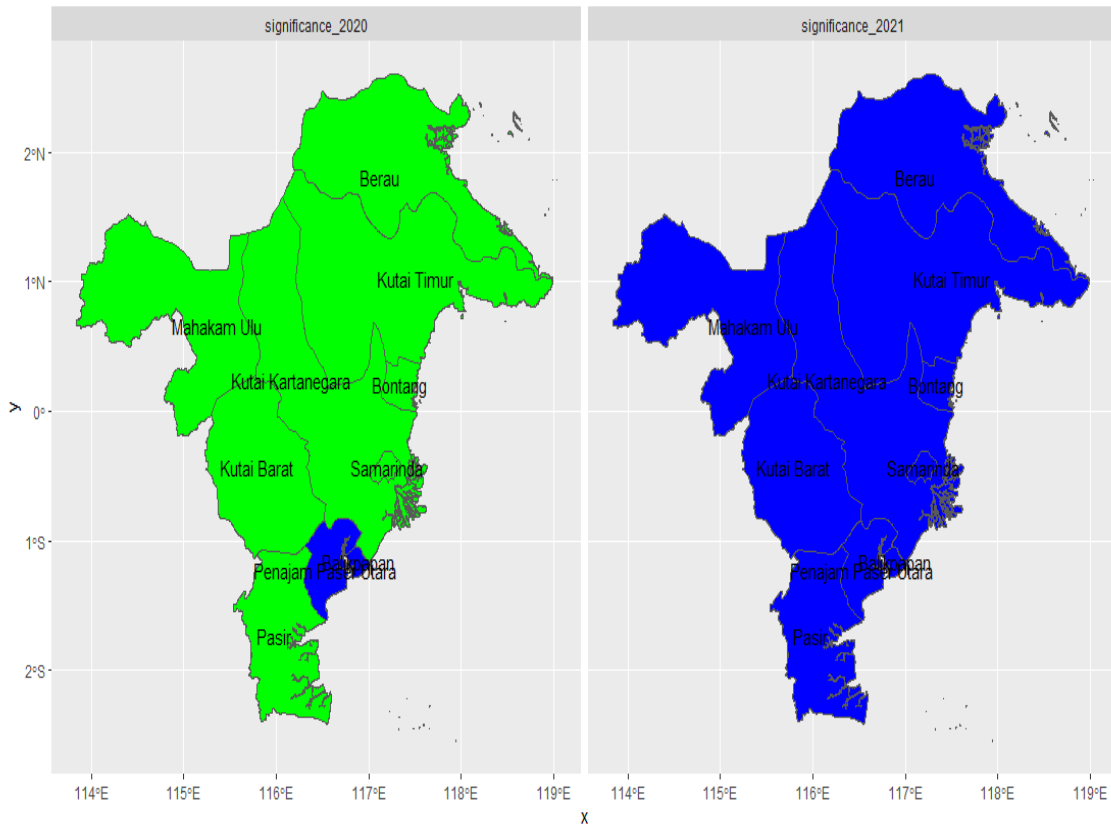 significance_2020
significance_2021
2°N
1°N
0°
1°S
2°S
y
Berau
Kutai Timur
Mahakam Ulu
Kutai Kartanegara
Bontang
Kutai Barat
Samarinda
Balikpapan
Penajam Paser Utara
Pasir
Berau
Kutai Timur
Mahakam Ulu
Kutai Kartanegara
Bontang
Kutai Barat
Samarinda
Balikpapan
Penajam Paser Utara
Pasir
114°E 115°E 116°E 117°E 118°E 119°E
114°E 115°E 116°E 117°E 118°E 119°E
x